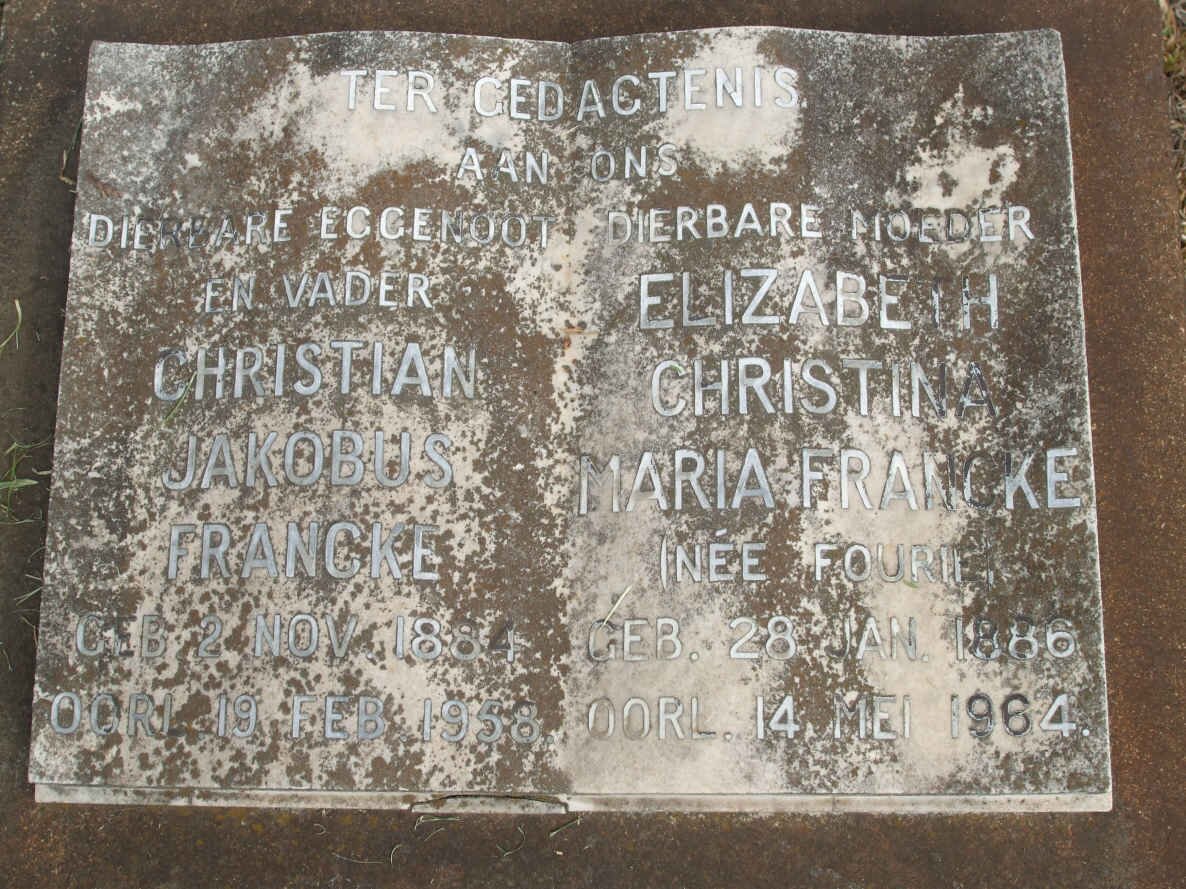 TER GEDAGTENIS
AAN ONS
DIERBARE EGGENOOT
EN VADER
CHRISTIAN
JAKOBUS
FRANCKE
GEB 2 NOV. 1884
OORL 19 FEB. 1958.
DIERBARE MOEDER
ELIZABETH
CHRISTINA
MARIA FRANCKE
(NÉE FOURIE)
GEB. 28 JAN. 1886
OORL. 14 MEI 1964.